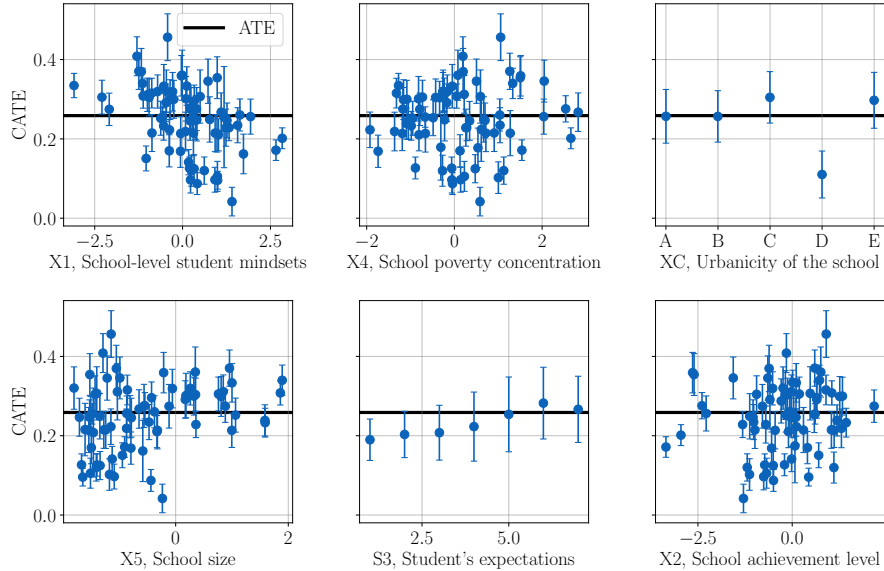 ATE
CATE
0.4
0.2
0.0
−2.5 0.0 2.5
X1, School-level student mindsets
−2 0 2
X4, School poverty concentration
A B C D E
XC, Urbanicity of the school
CATE
0.4
0.2
0.0
0 2
X5, School size
2.5 5.0
S3, Student's expectations
−2.5 0.0
X2, School achievement level